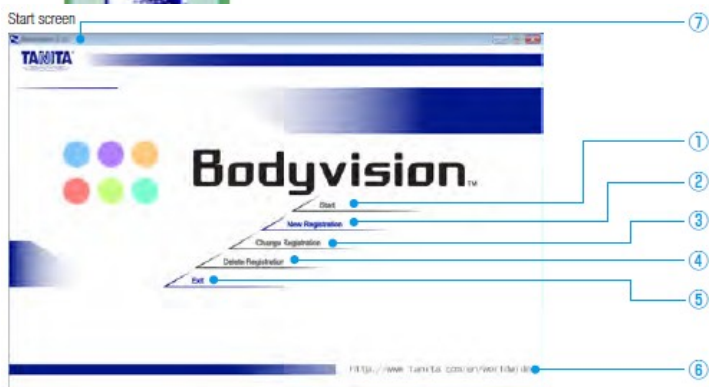 Start screen
⑦
TANITA
Bodyvision™
①
Start
②
New Registration
③
Change Registration
④
Delete Registration
⑤
Exit
http://www.tanita.com/en/worldwide
⑥